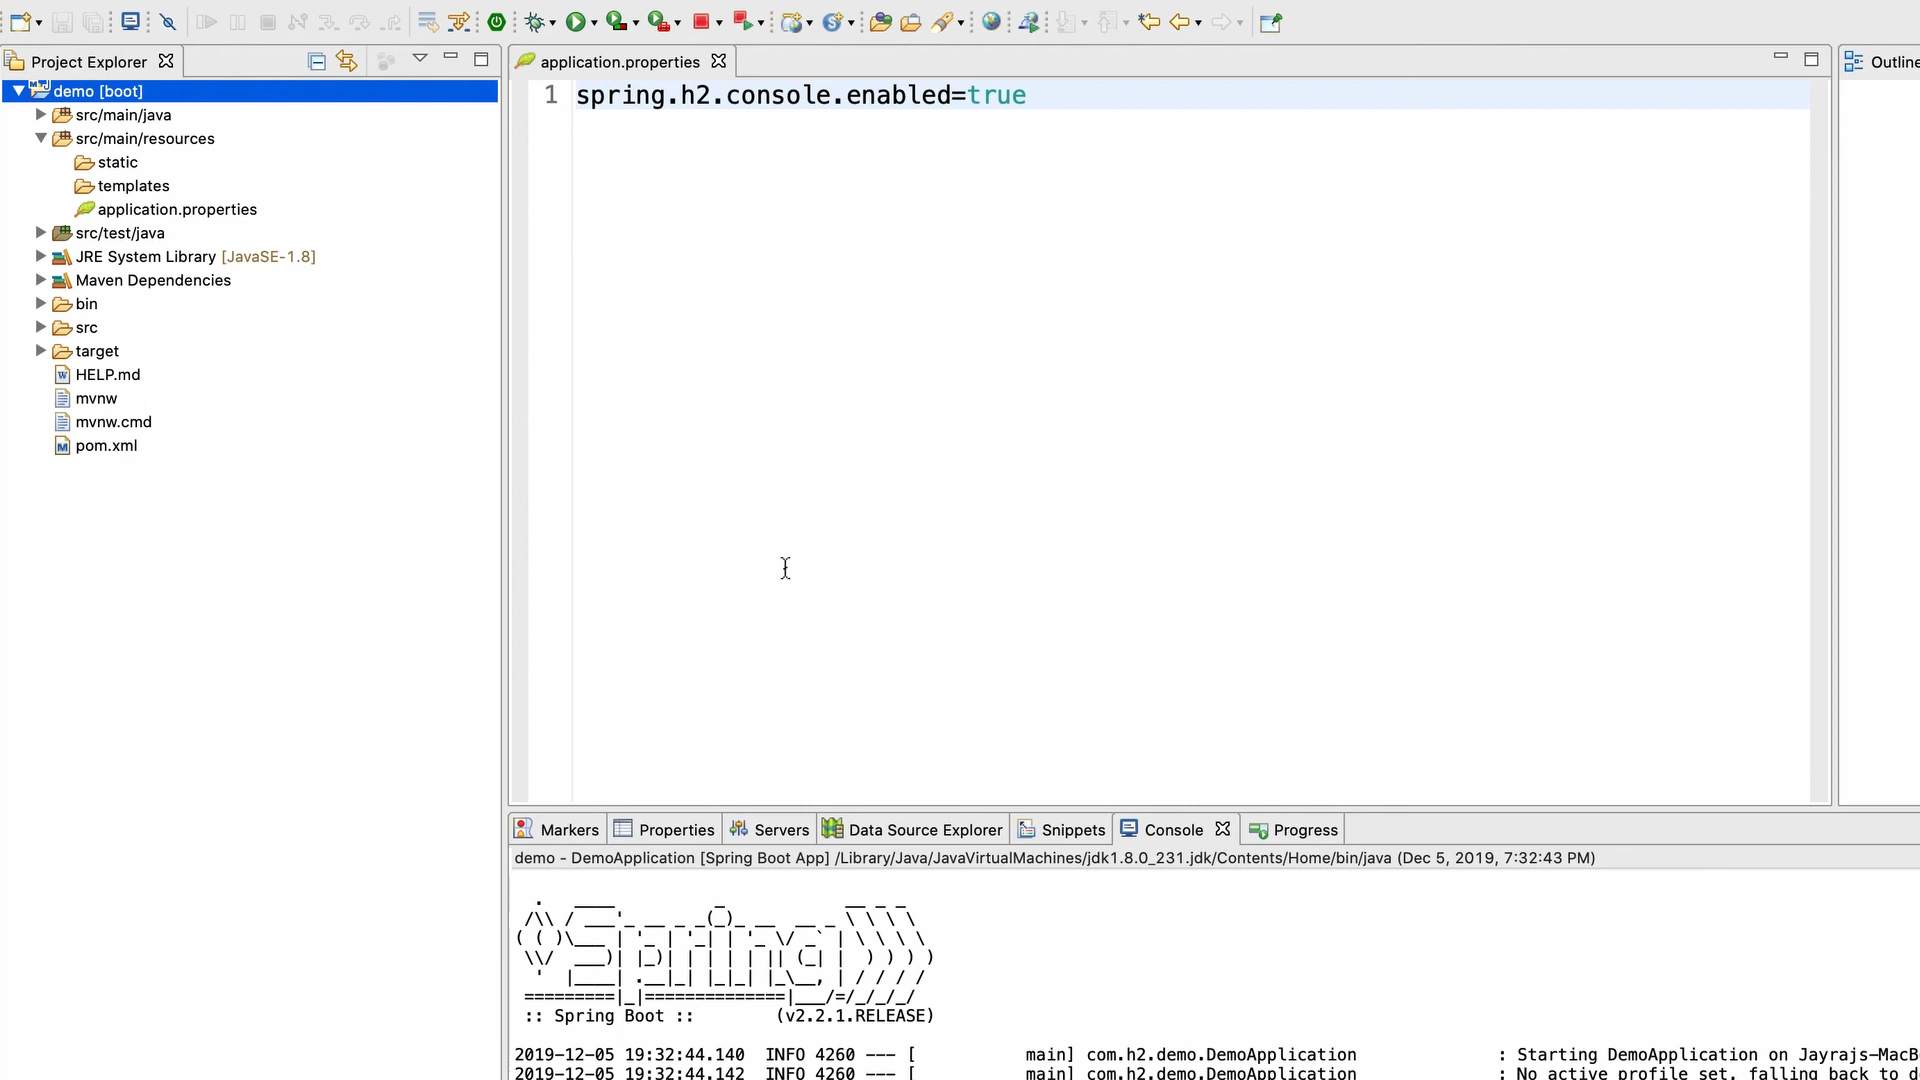 Project Explorer
demo [boot]
src/main/java
src/main/resources
static
templates
application.properties
src/test/java
JRE System Library [JavaSE-1.8]
Maven Dependencies
bin
src
target
HELP.md
mvnw
mvnw.cmd
pom.xml
application.properties
1 spring.h2.console.enabled=true
Outline
Markers Properties Servers Data Source Explorer Snippets Console Progress
demo - DemoApplication [Spring Boot App] /Library/Java/JavaVirtualMachines/jdk1.8.0_231.jdk/Contents/Home/bin/java (Dec 5, 2019, 7:32:43 PM)
Spring
:: Spring Boot :: (v2.2.1.RELEASE)
2019-12-05 19:32:44.140 INFO 4260 --- [ main] com.h2.demo.DemoApplication : Starting DemoApplication on Jayrajs-MacB
2019-12-05 19:32:44.142 INFO 4260 --- [ main] com.h2.demo.DemoApplication : No active profile set, falling back to d